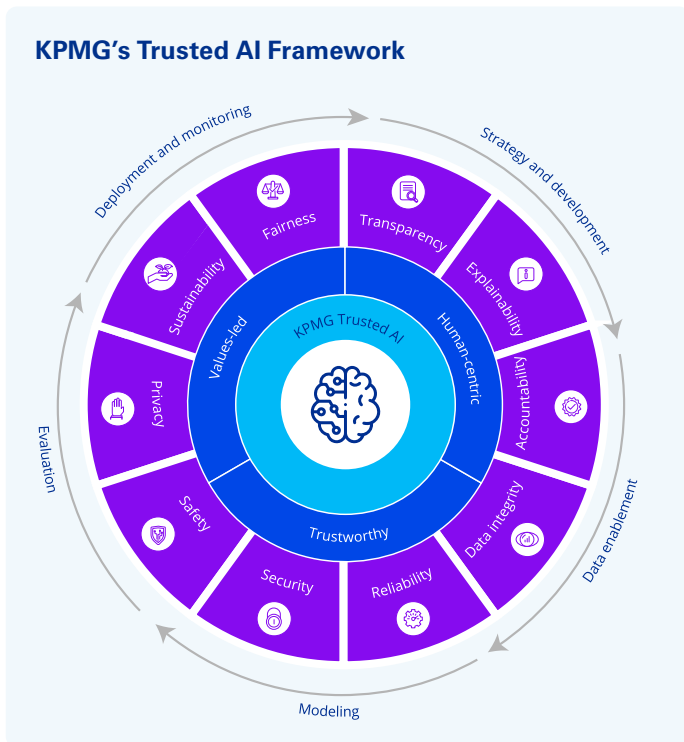 KPMG's Trusted AI Framework
Deployment and monitoring
Strategy and development
Data enablement
Modeling
Evaluation
Fairness
Transparency
Explainability
Accountability
Data integrity
Reliability
Security
Safety
Privacy
Sustainability
Values-led
Human-centric
Trustworthy
KPMG Trusted AI